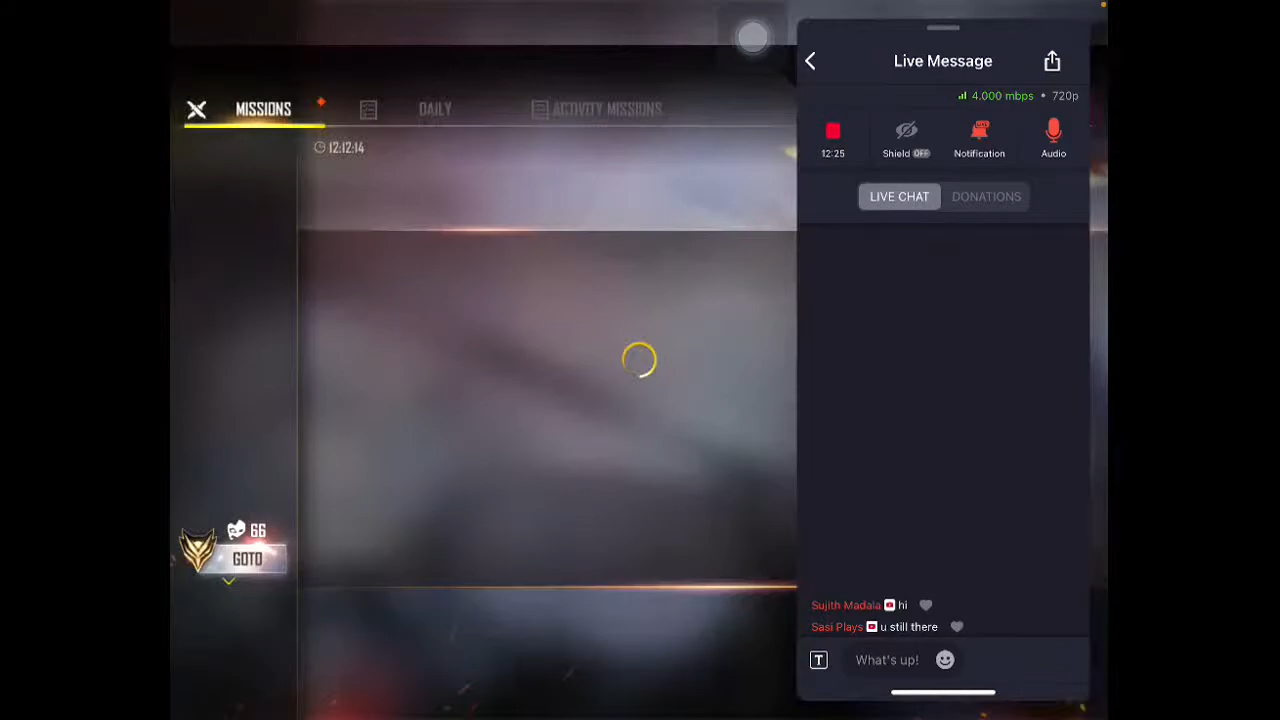 MISSIONS
DAILY
ACTIVITY MISSIONS
12:12:14
66
GOTO
Live Message
4.000 mbps • 720p
12:25
Shield OFF
Notification
Audio
LIVE CHAT
DONATIONS
Sujith Madala hi
Sasi Plays u still there
T
What's up!